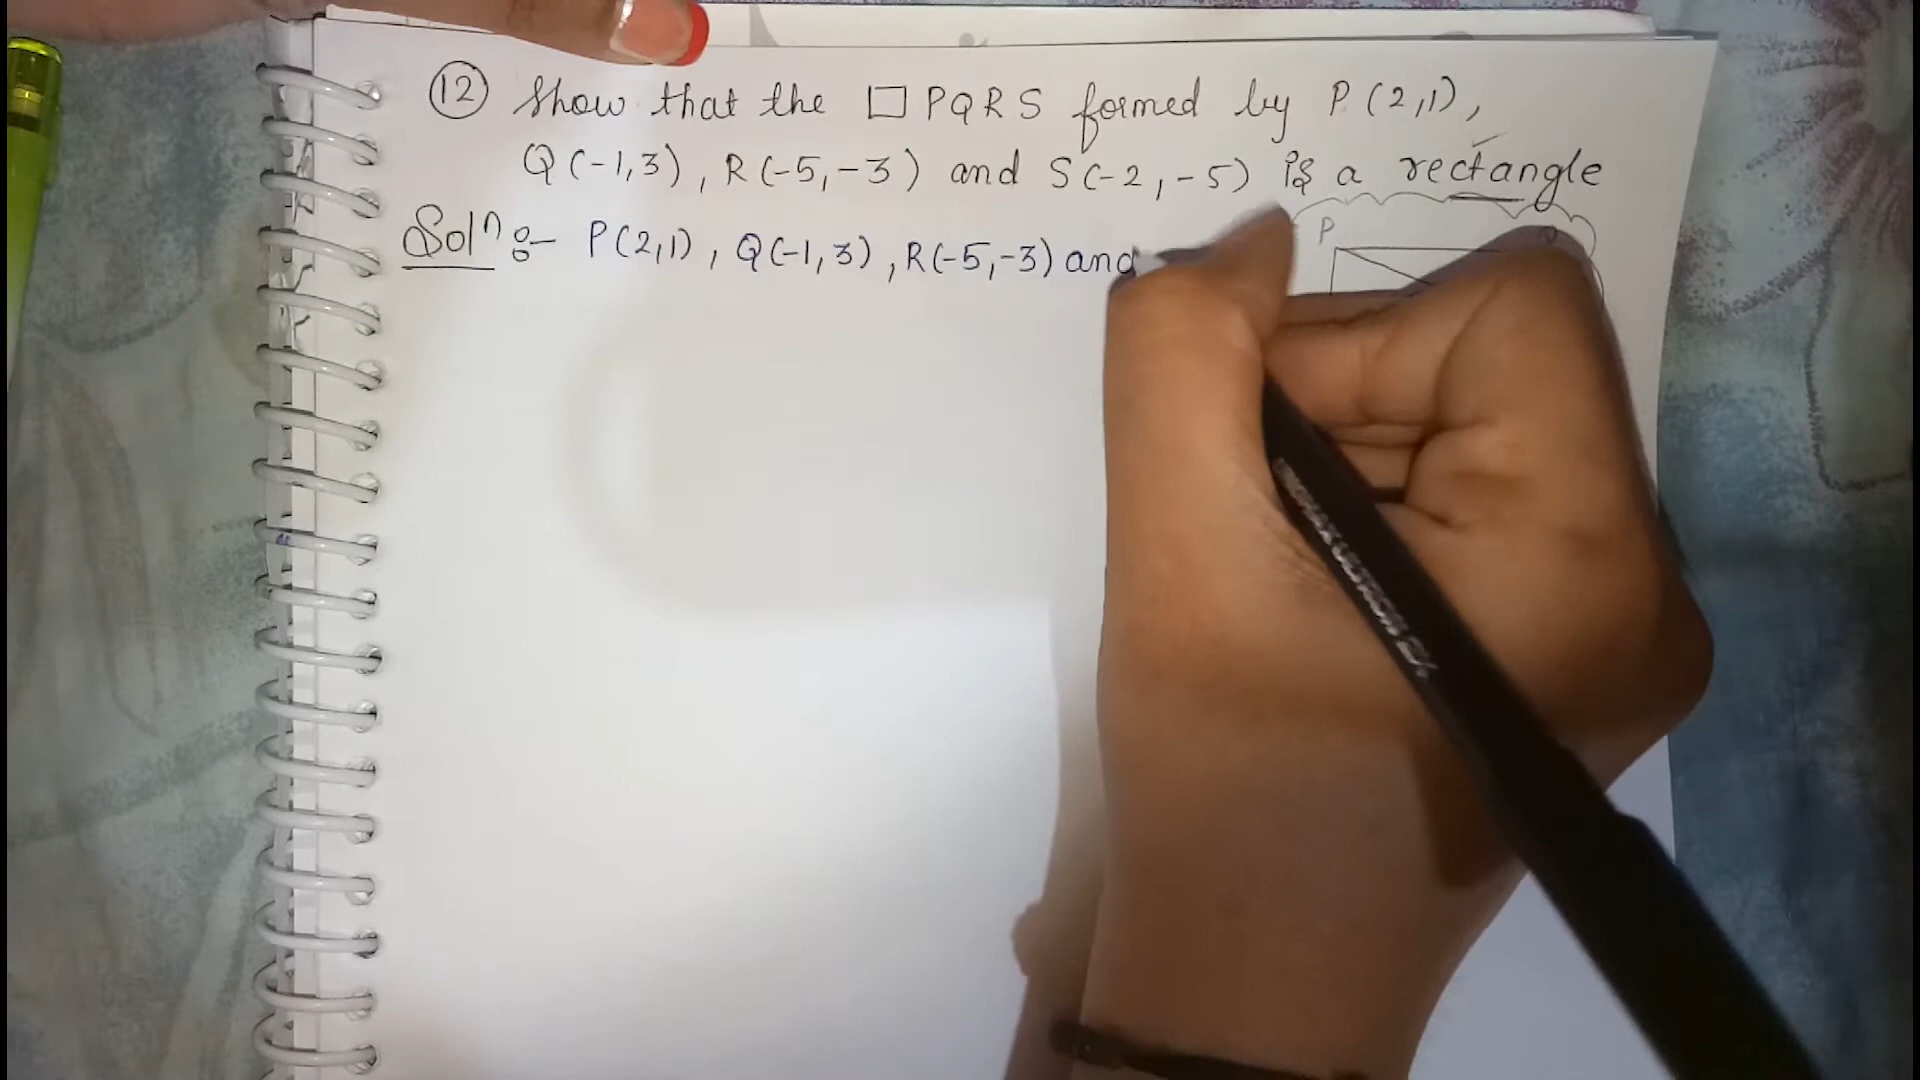 12 Show that the □ PQRS formed by P(2,1),
Q(-1,3), R(-5,-3) and S(-2,-5) is a rectangle
Solⁿ:- P(2,1), Q(-1,3), R(-5,-3) and
P